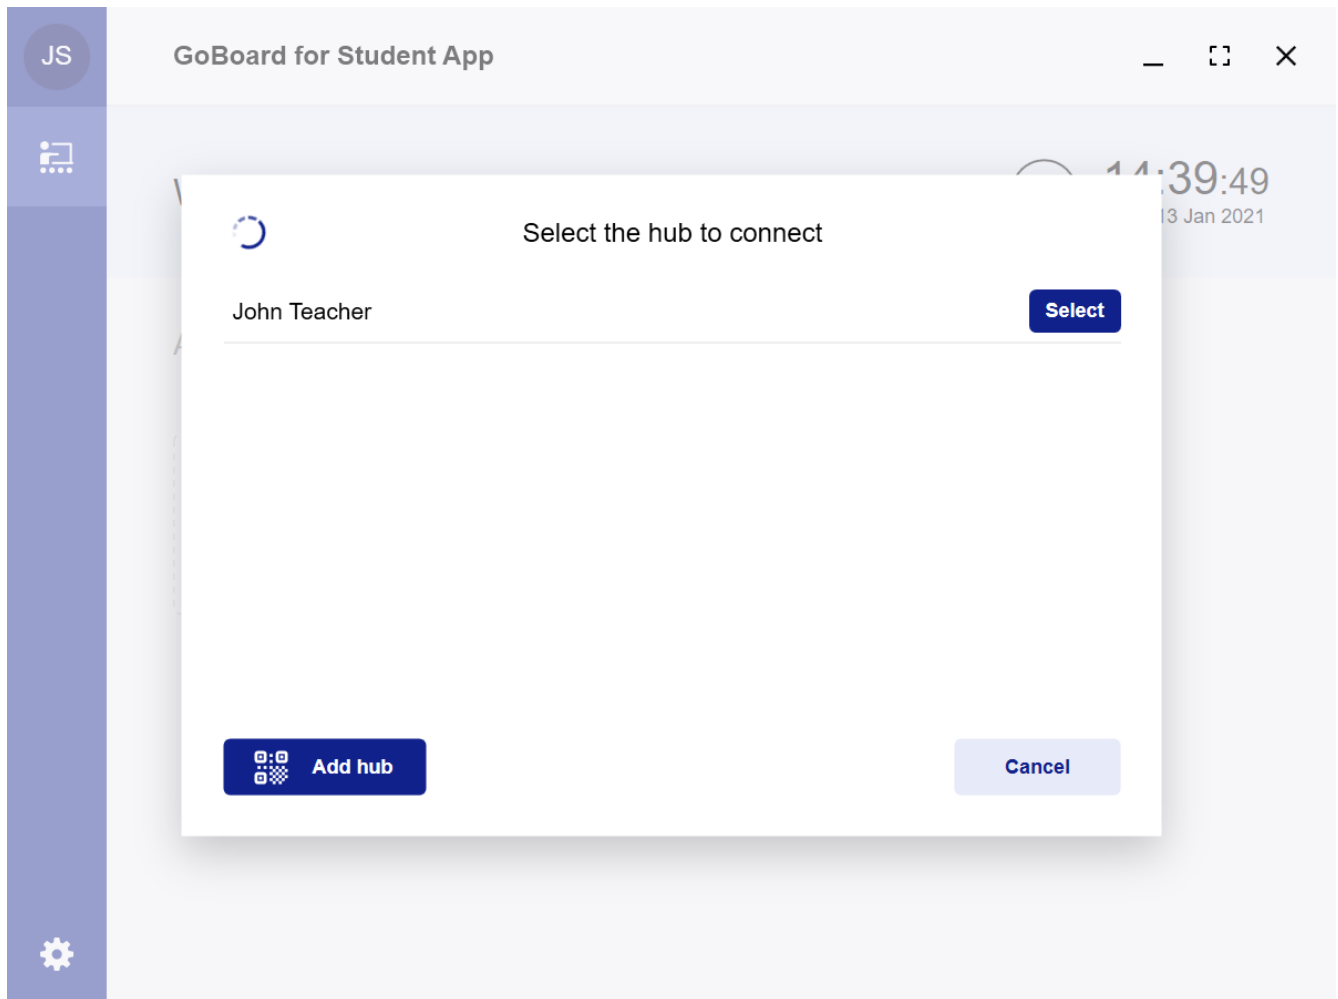 JS
GoBoard for Student App
:39:49
13 Jan 2021
Select the hub to connect
John Teacher
Select
Add hub
Cancel